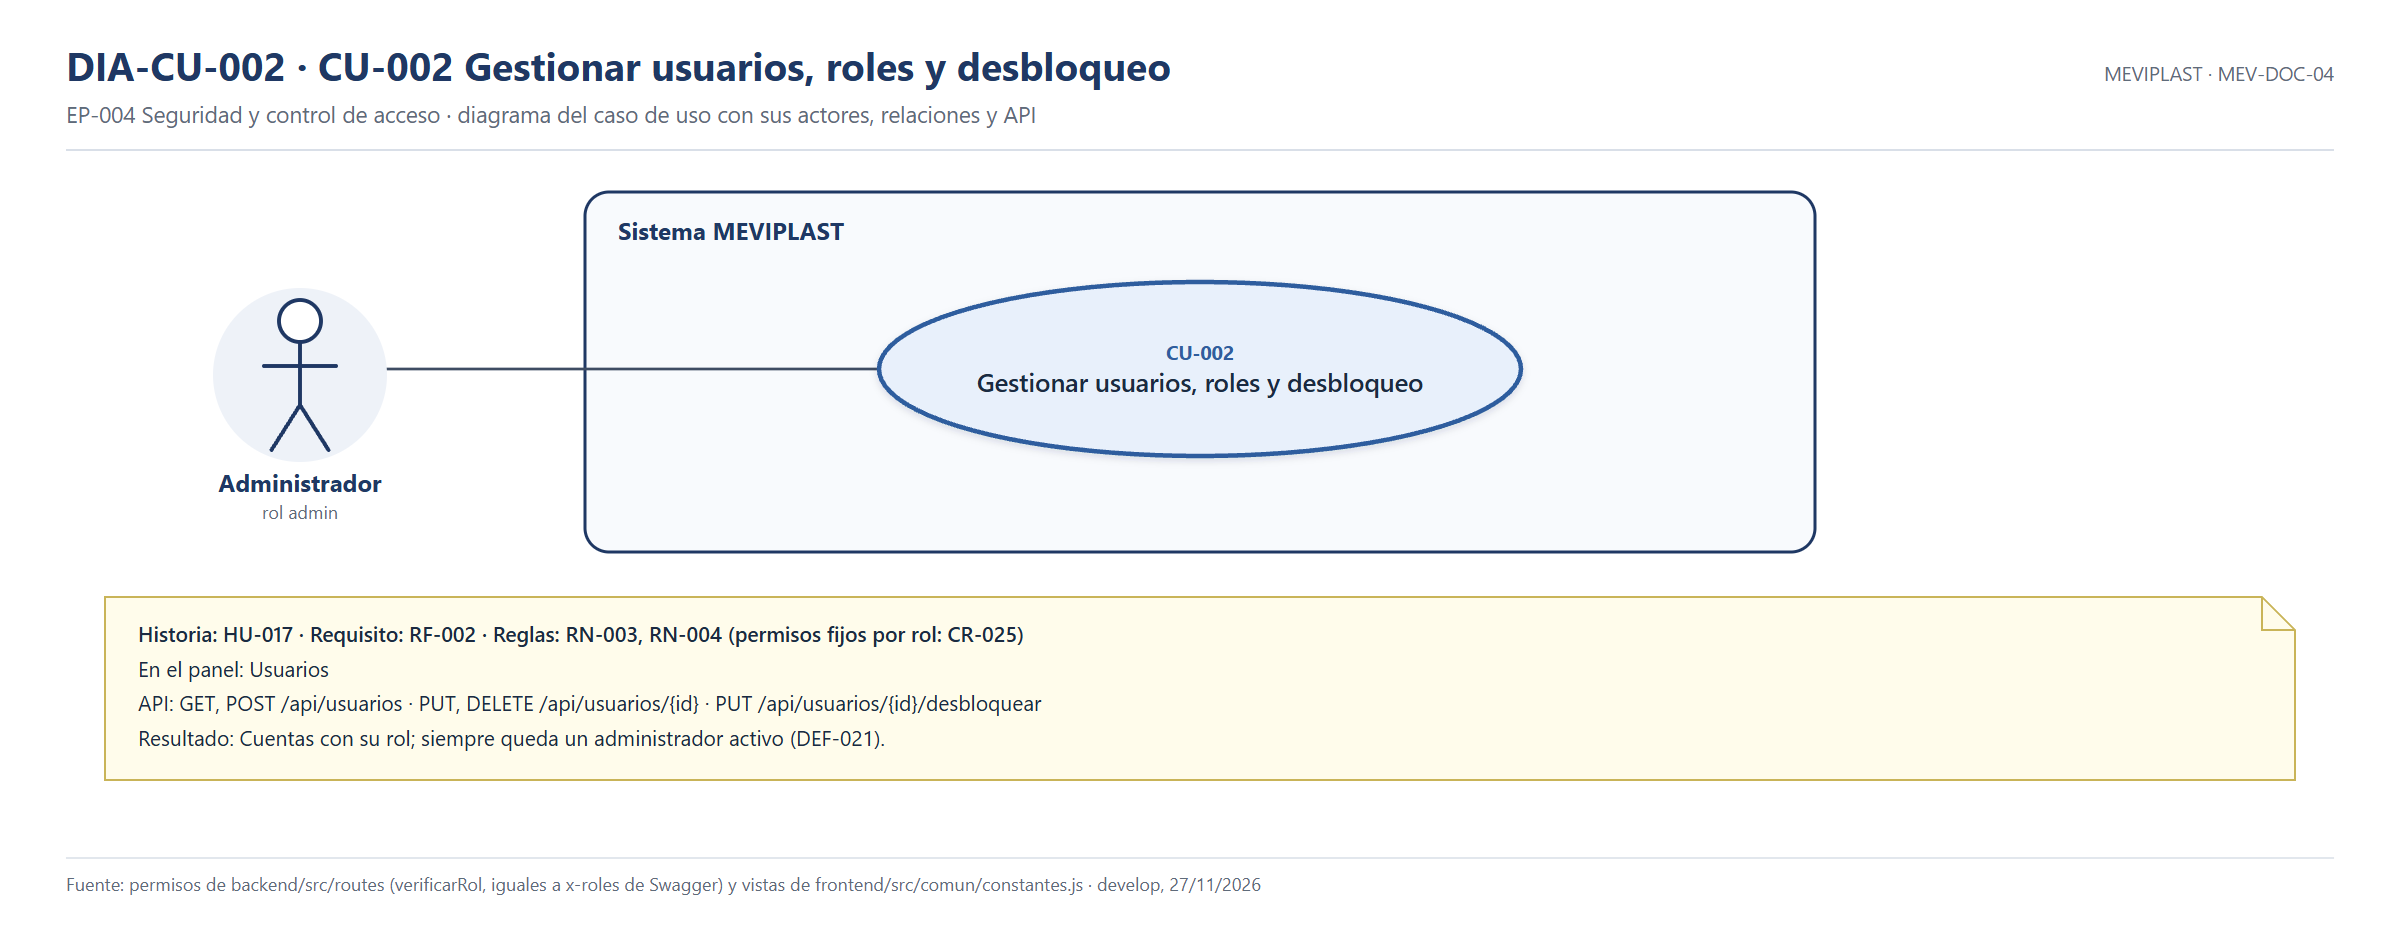 DIA-CU-002 · CU-002 Gestionar usuarios, roles y desbloqueo
MEVIPLAST · MEV-DOC-04
EP-004 Seguridad y control de acceso · diagrama del caso de uso con sus actores, relaciones y API
Sistema MEVIPLAST
CU-002
Gestionar usuarios, roles y desbloqueo
Administrador
rol admin
Historia: HU-017 · Requisito: RF-002 · Reglas: RN-003, RN-004 (permisos fijos por rol: CR-025)
En el panel: Usuarios
API: GET, POST /api/usuarios · PUT, DELETE /api/usuarios/{id} · PUT /api/usuarios/{id}/desbloquear
Resultado: Cuentas con su rol; siempre queda un administrador activo (DEF-021).
Fuente: permisos de backend/src/routes (verificarRol, iguales a x-roles de Swagger) y vistas de frontend/src/comun/constantes.js · develop, 27/11/2026